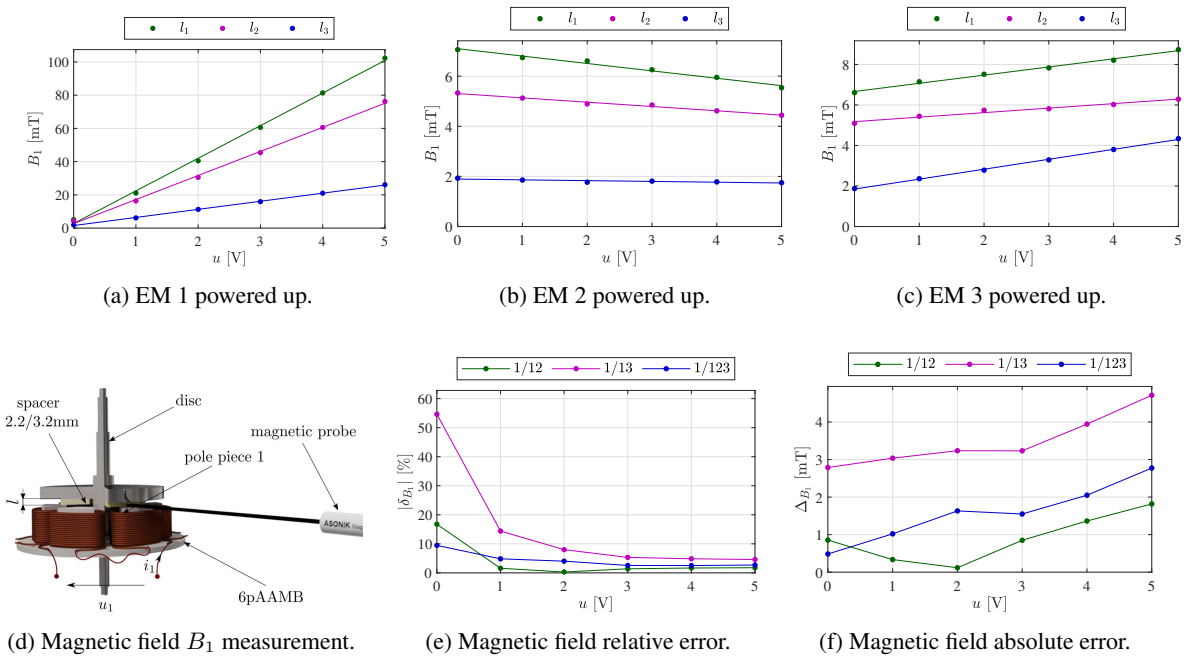 l₁ l₂ l₃
100
80
60
40
20
0
B₁ [mT]
0 1 2 3 4 5
u [V]
(a) EM 1 powered up.
l₁ l₂ l₃
6
4
2
0
B₁ [mT]
0 1 2 3 4 5
u [V]
(b) EM 2 powered up.
l₁ l₂ l₃
8
6
4
2
0
B₁ [mT]
0 1 2 3 4 5
u [V]
(c) EM 3 powered up.
spacer
2.2/3.2mm
disc
magnetic probe
pole piece 1
l
ASONIK Mag
i₁
u₁
6pAAMB
(d) Magnetic field B₁ measurement.
1/12 1/13 1/123
60
50
40
30
20
10
0
|δ_B₁| [%]
0 1 2 3 4 5
u [V]
(e) Magnetic field relative error.
1/12 1/13 1/123
4
3
2
1
0
Δ_B₁ [mT]
0 1 2 3 4 5
u [V]
(f) Magnetic field absolute error.